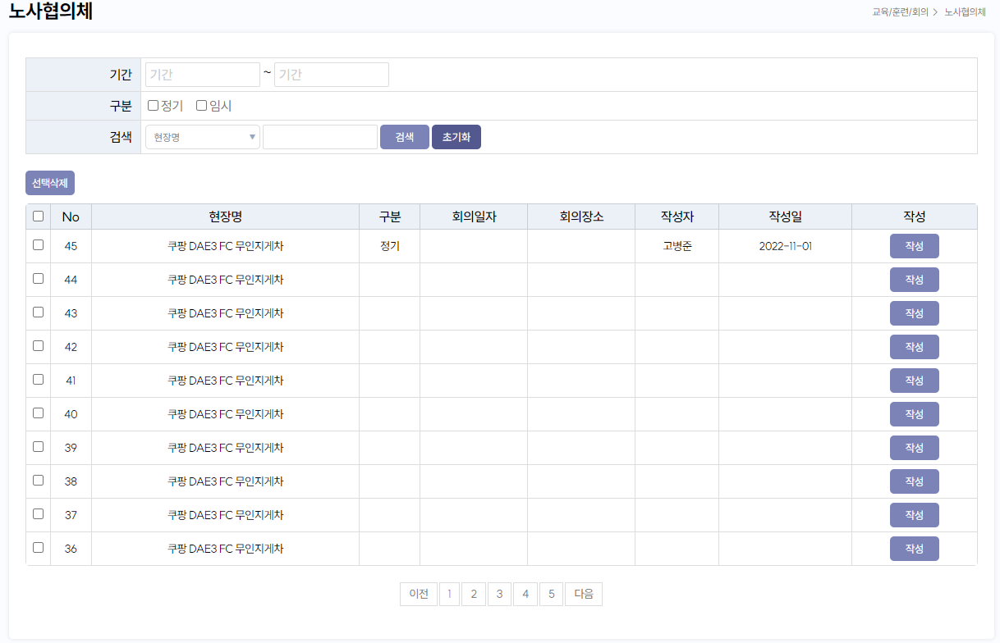 노사협의체
교육/훈련/회의 > 노사협의체
기간 기간 ~ 기간
구분 정기 임시
검색 현장명 검색 초기화
선택삭제
No 현장명 구분 회의일자 회의장소 작성자 작성일 작성
45 쿠팡 DAE3 FC 무인지게차 정기 고병준 2022-11-01 작성
44 쿠팡 DAE3 FC 무인지게차 작성
43 쿠팡 DAE3 FC 무인지게차 작성
42 쿠팡 DAE3 FC 무인지게차 작성
41 쿠팡 DAE3 FC 무인지게차 작성
40 쿠팡 DAE3 FC 무인지게차 작성
39 쿠팡 DAE3 FC 무인지게차 작성
38 쿠팡 DAE3 FC 무인지게차 작성
37 쿠팡 DAE3 FC 무인지게차 작성
36 쿠팡 DAE3 FC 무인지게차 작성
이전 1 2 3 4 5 다음